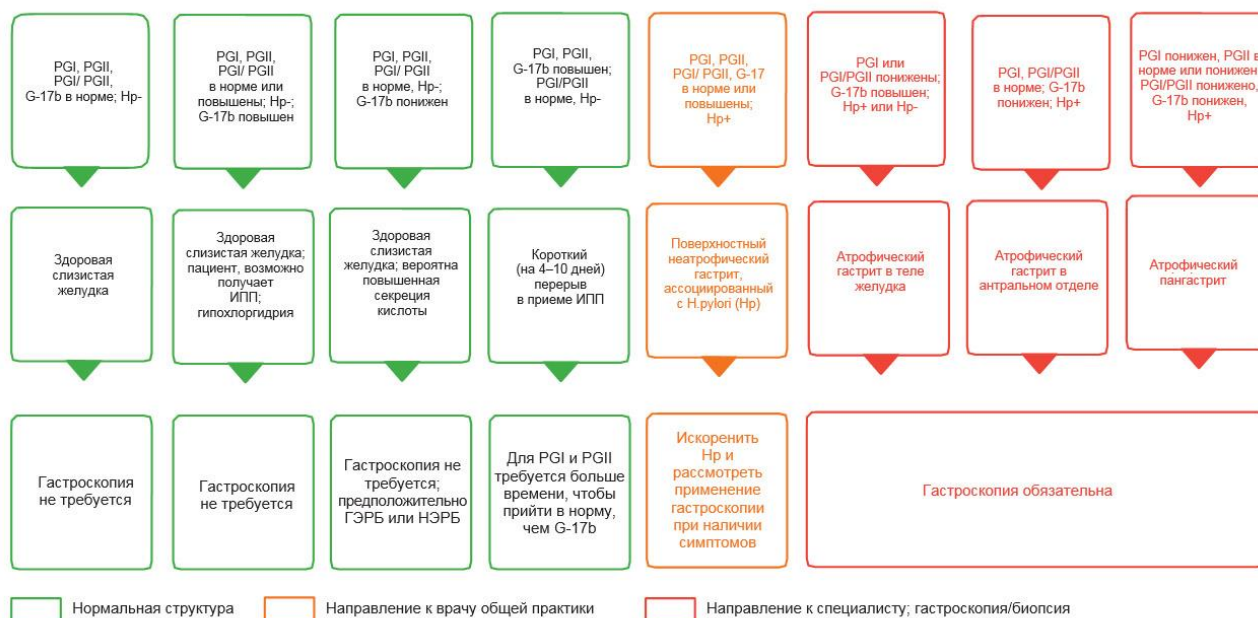 PGI, PGII,
PGI/ PGII,
G-17b в норме; Hp-
PGI, PGII,
PGI/ PGII
в норме или
повышены; Hp-;
G-17b повышен
PGI, PGII,
PGI/ PGII
в норме, Hp-;
G-17b понижен
PGI, PGII,
G-17b повышен;
PGI/PGII
в норме, Hp-
PGI, PGII,
PGI/ PGII, G-17
в норме или
повышены;
Hp+
PGI или
PGI/PGII понижены;
G-17b повышен;
Hp+ или Hp-
PGI, PGI/PGII
в норме; G-17b
понижен; Hp+
PGI понижен, PGII в
норме или понижен,
PGI/PGII понижено,
G-17b понижен,
Hp+
Здоровая
слизистая
желудка
Здоровая
слизистая желудка;
пациент, возможно
получает
ИПП;
гипохлоргидрия
Здоровая
слизистая
желудка; вероятна
повышенная
секреция
кислоты
Короткий
(на 4–10 дней)
перерыв
в приеме ИПП
Поверхностный
неатрофический
гастрит,
ассоциированный
с H.pylori (Hp)
Атрофический
гастрит в теле
желудка
Атрофический
гастрит в
антральном отделе
Атрофический
пангастрит
Гастроскопия
не требуется
Гастроскопия
не требуется
Гастроскопия не
требуется;
предположительно
ГЭРБ или НЭРБ
Для PGI и PGII
требуется больше
времени, чтобы
прийти в норму,
чем G-17b
Искоренить
Hp и
рассмотреть
применение
гастроскопии
при наличии
симптомов
Гастроскопия обязательна
Нормальная структура
Направление к врачу общей практики
Направление к специалисту; гастроскопия/биопсия